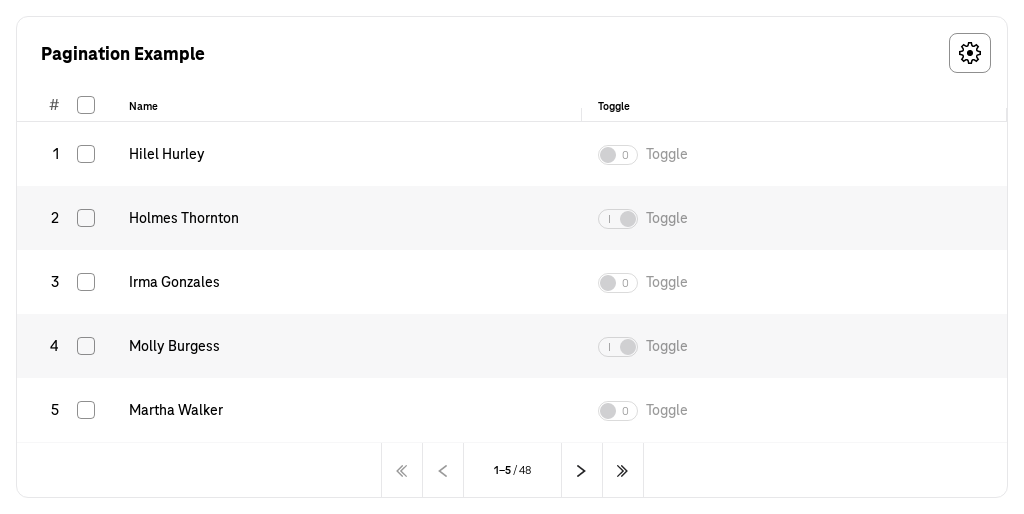 Pagination Example
# Name Toggle
1 Hilel Hurley 0 Toggle
2 Holmes Thornton I Toggle
3 Irma Gonzales 0 Toggle
4 Molly Burgess I Toggle
5 Martha Walker 0 Toggle
1–5 / 48